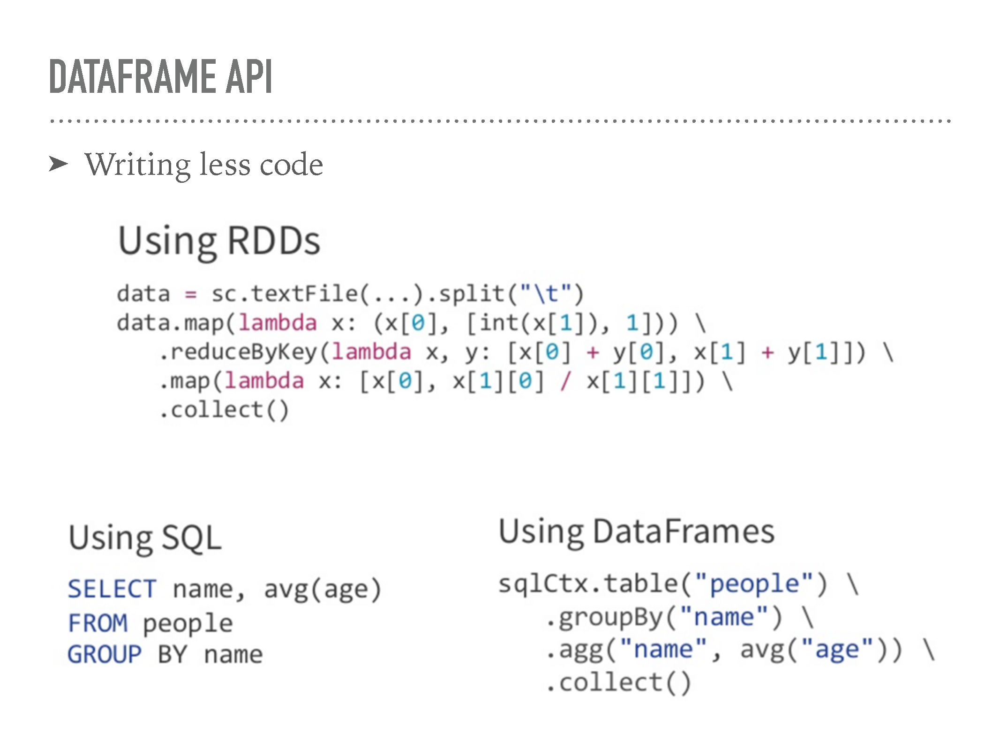 DATAFRAME API
➤ Writing less code
Using RDDs
data = sc.textFile(...).split("\t")
data.map(lambda x: (x[0], [int(x[1]), 1])) \
   .reduceByKey(lambda x, y: [x[0] + y[0], x[1] + y[1]]) \
   .map(lambda x: [x[0], x[1][0] / x[1][1]]) \
   .collect()
Using SQL
SELECT name, avg(age)
FROM people
GROUP BY name
Using DataFrames
sqlCtx.table("people") \
   .groupBy("name") \
   .agg("name", avg("age")) \
   .collect()